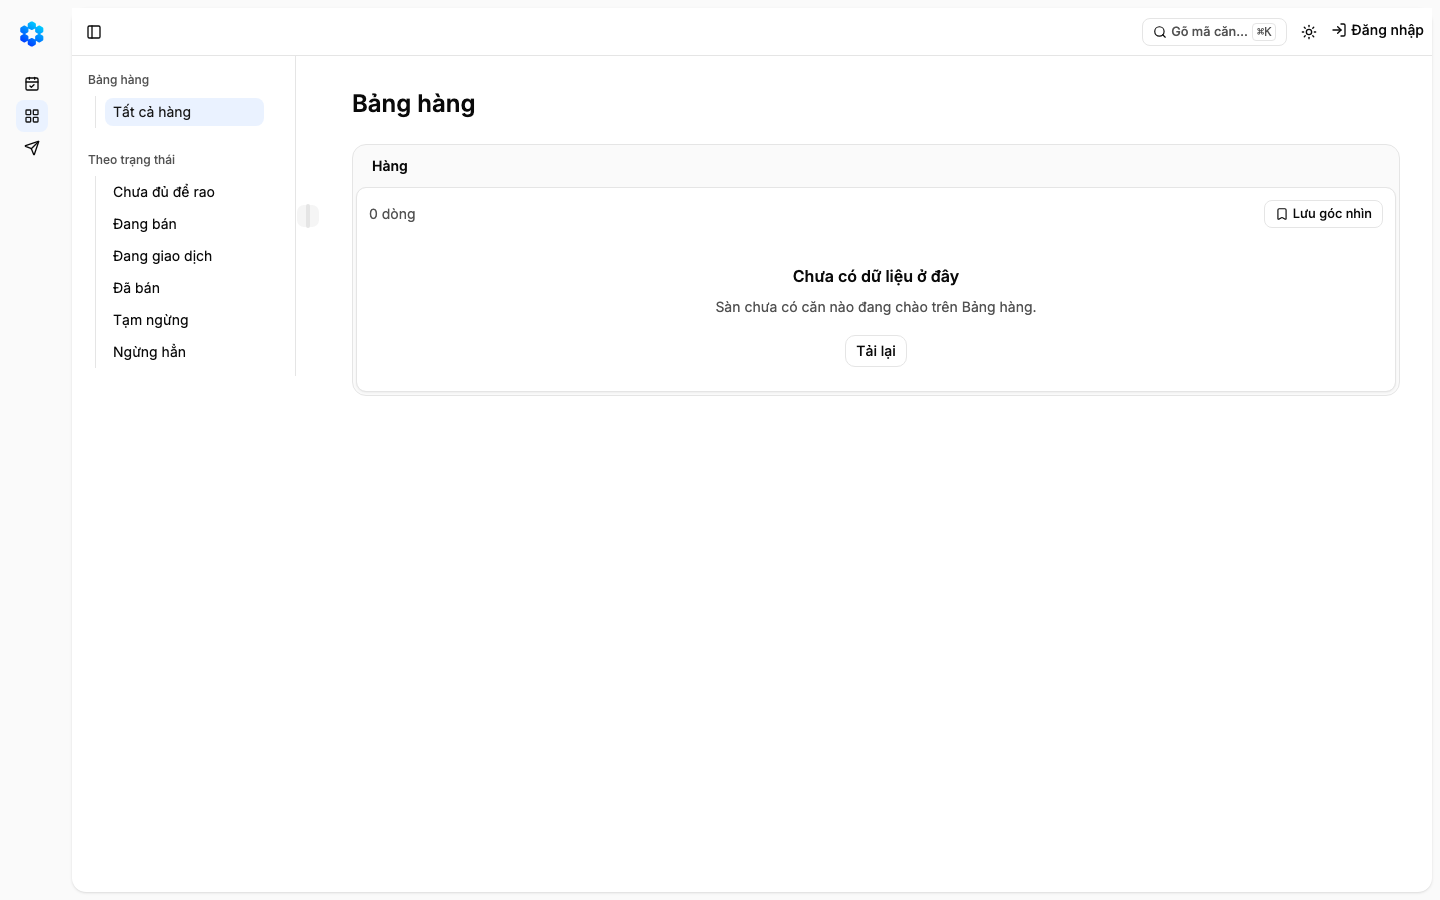 Gõ mã căn... ⌘K
Đăng nhập
Bảng hàng
Tất cả hàng
Theo trạng thái
Chưa đủ để rao
Đang bán
Đang giao dịch
Đã bán
Tạm ngừng
Ngừng hẳn
Bảng hàng
Hàng
0 dòng
Lưu góc nhìn
Chưa có dữ liệu ở đây
Sàn chưa có căn nào đang chào trên Bảng hàng.
Tải lại